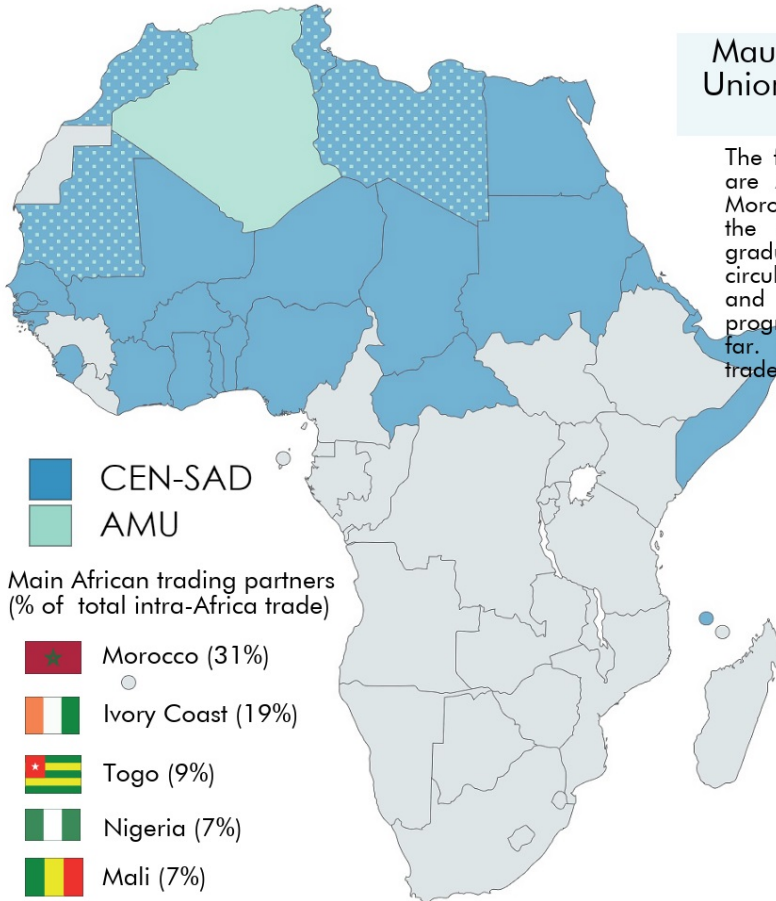 Mau
Union
The f
are
Moro
the
gradu
circul
and
progr
far.
trade
CEN-SAD
AMU
Main African trading partners
(% of total intra-Africa trade)
Morocco (31%)
Ivory Coast (19%)
Togo (9%)
Nigeria (7%)
Mali (7%)